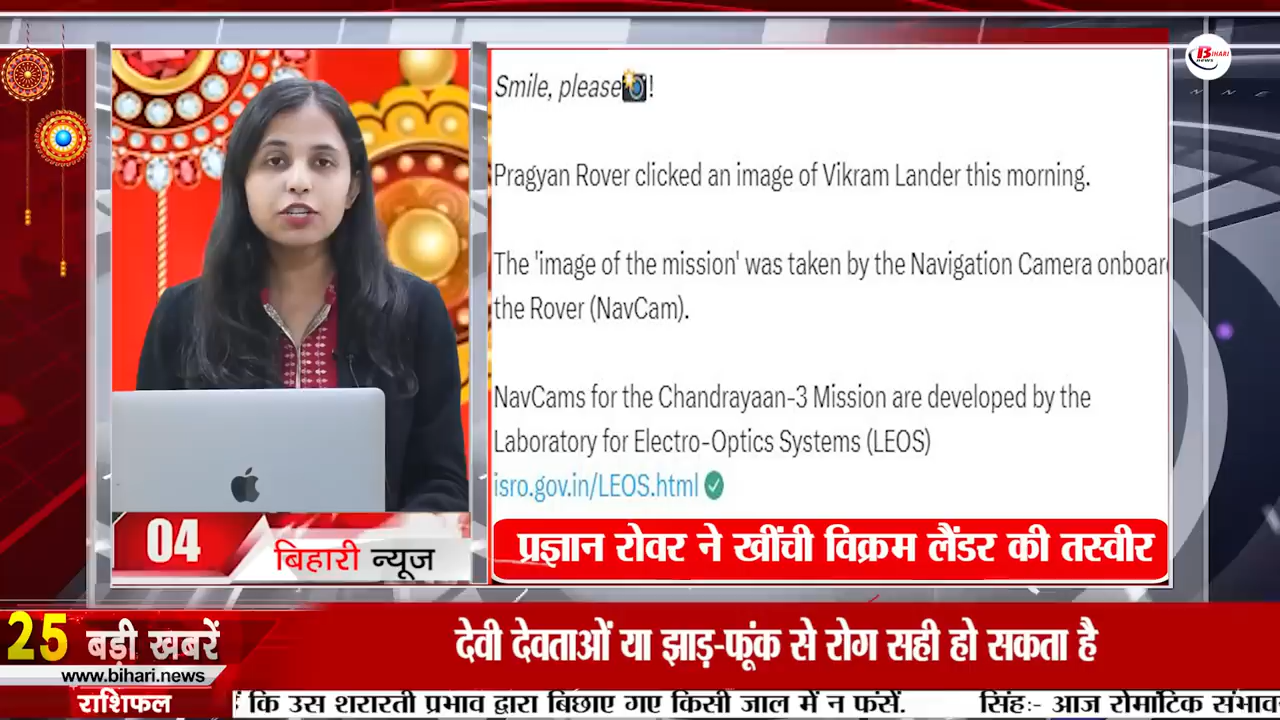 BIHARI
news
Smile, please📸!
Pragyan Rover clicked an image of Vikram Lander this morning.
The 'image of the mission' was taken by the Navigation Camera onboar
the Rover (NavCam).
NavCams for the Chandrayaan-3 Mission are developed by the
Laboratory for Electro-Optics Systems (LEOS)
isro.gov.in/LEOS.html
04
बिहारी न्यूज
प्रज्ञान रोवर ने खींची विक्रम लैंडर की तस्वीर
25 बड़ी खबरें
www.bihari.news
देवी देवताओं या झाड़-फूंक से रोग सही हो सकता है
राशिफल
कि उस शरारती प्रभाव द्वारा बिछाए गए किसी जाल में न फंसें. सिंहः- आज रोमांटिक संभाव